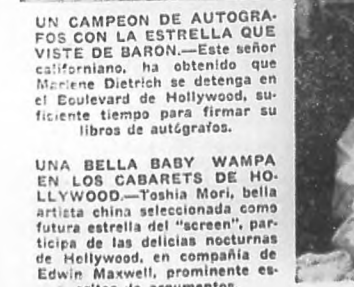 UN CAMPEON DE AUTOGRA-
FOS CON LA ESTRELLA QUE
VISTE DE BARON.—Este señor
californiano, ha obtenido que
Marlene Dietrich se detenga en
el Boulevard de Hollywood, su-
ficiente tiempo para firmar su
libros de autógrafos.
UNA BELLA BABY WAMPA
EN LOS CABARETS DE HO-
LLYWOOD.—Toshia Mori, bella
artista china seleccionada como
futura estrella del "screen", par-
ticipa de las delicias nocturnas
de Hollywood, en compañia de
Edwin Maxwell, prominente es-
de argumentos